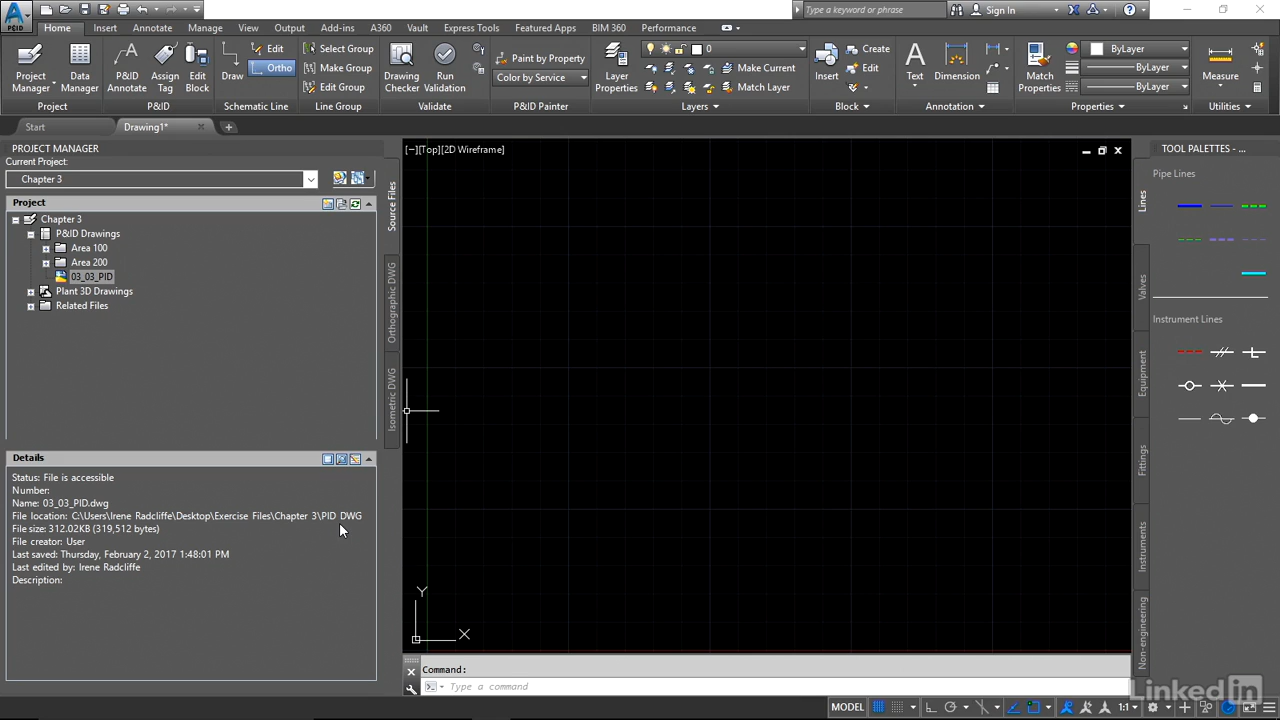 P&ID
Type a keyword or phrase
Sign In
Home Insert Annotate Manage View Output Add-ins A360 Vault Express Tools Featured Apps BIM 360 Performance
Project Manager
Data Manager
Project
P&ID Annotate
Assign Tag
Edit Block
P&ID
Draw
Edit
Ortho
Schematic Line
Select Group
Make Group
Edit Group
Line Group
Drawing Checker
Run Validation
Validate
Paint by Property
Color by Service
P&ID Painter
Layer Properties
0
Make Current
Match Layer
Layers
Insert
Create
Edit
Block
Text
Dimension
Annotation
Match Properties
ByLayer
ByLayer
ByLayer
Properties
Measure
Utilities
Start
Drawing1*
PROJECT MANAGER
Current Project:
Chapter 3
Project
Chapter 3
P&ID Drawings
Area 100
Area 200
03_03_PID
Plant 3D Drawings
Related Files
Source Files
Orthographic DWG
Isometric DWG
Details
Status: File is accessible
Number:
Name: 03_03_PID.dwg
File location: C:\Users\Irene Radcliffe\Desktop\Exercise Files\Chapter 3\PID DWG
File size: 312.02KB (319,512 bytes)
File creator: User
Last saved: Thursday, February 2, 2017 1:48:01 PM
Last edited by: Irene Radcliffe
Description:
[−][Top][2D Wireframe]
Y
X
Command:
Type a command
TOOL PALETTES - ...
Pipe Lines
Instrument Lines
Lines
Valves
Equipment
Fittings
Instruments
Non-engineering
MODEL
1:1
LinkedIn